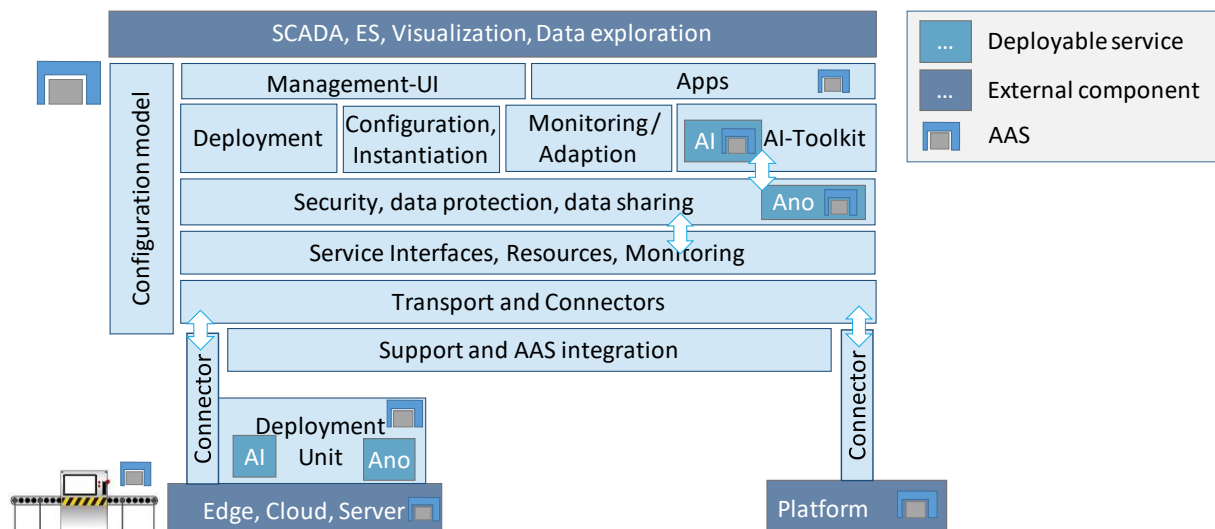 SCADA, ES, Visualization, Data exploration
... Deployable service
... External component
AAS
Configuration model
Management-UI
Apps
Deployment
Configuration,
Instantiation
Monitoring/
Adaption
AI
AI-Toolkit
Security, data protection, data sharing
Ano
Service Interfaces, Resources, Monitoring
Transport and Connectors
Support and AAS integration
Connector
Connector
Deployment
Unit
AI
Ano
Edge, Cloud, Server
Platform